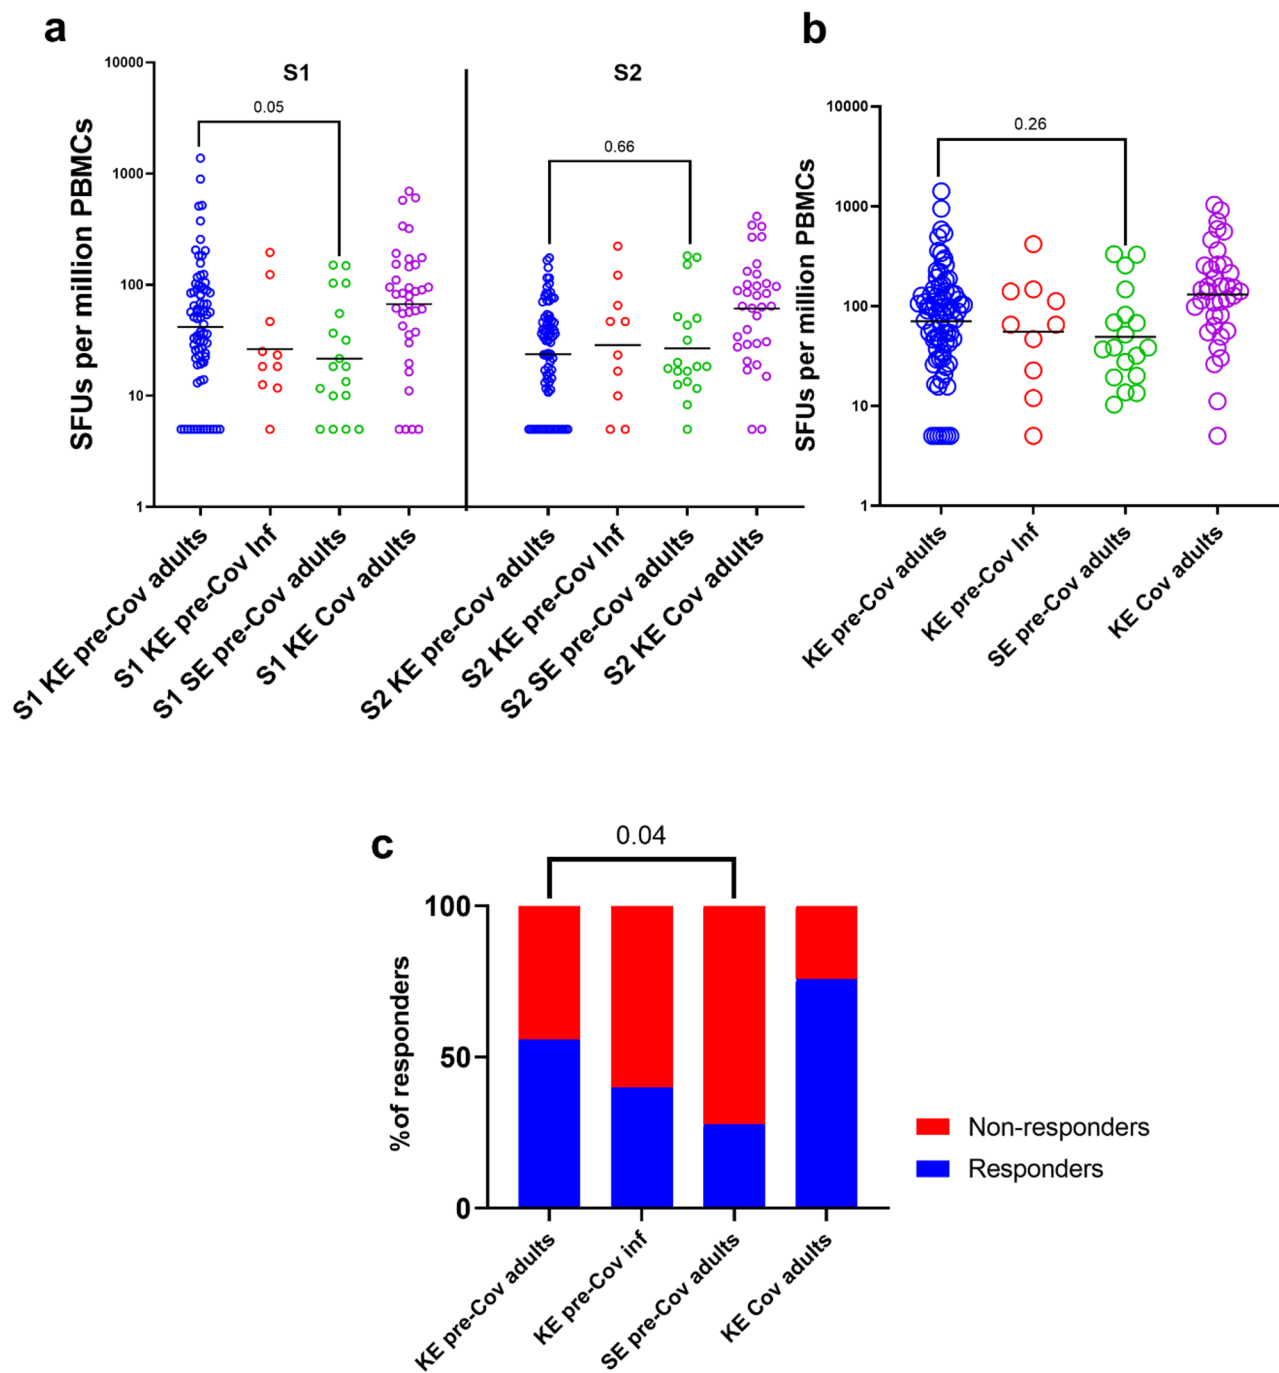 a
S1
S2
SFUs per million PBMCs
10000
1000
100
10
1
0.05
0.66
S1 KE pre-Cov adults
S1 KE pre-Cov Inf
S1 SE pre-Cov adults
S1 KE Cov adults
S2 KE pre-Cov adults
S2 KE pre-Cov Inf
S2 SE pre-Cov adults
S2 KE Cov adults
b
SFUs per million PBMCs
10000
1000
100
10
1
0.26
KE pre-Cov adults
KE pre-Cov Inf
SE pre-Cov adults
KE Cov adults
c
0.04
%of responders
100
50
0
KE pre-Cov adults
KE pre-Cov inf
SE pre-Cov adults
KE Cov adults
Non-responders
Responders